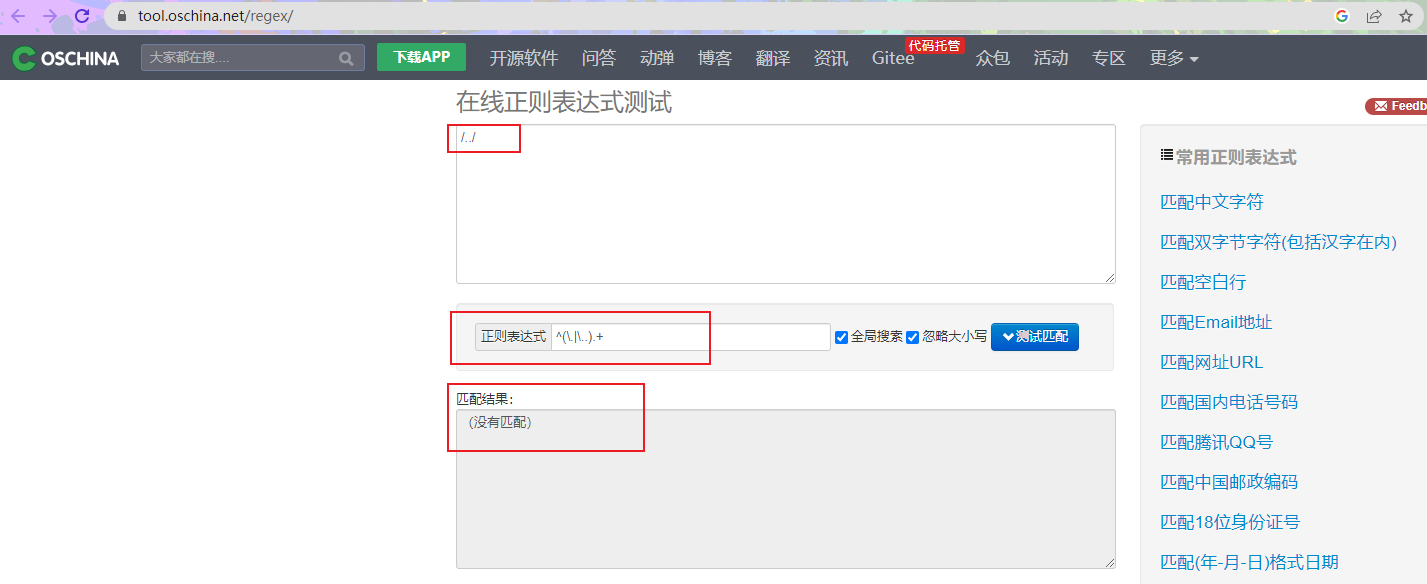 tool.oschina.net/regex/
OSCHINA 大家都在搜.... 下载APP 开源软件 问答 动弹 博客 翻译 资讯 Gitee 代码托管 众包 活动 专区 更多
在线正则表达式测试
Feedb
/../
常用正则表达式
匹配中文字符
匹配双字节字符(包括汉字在内)
匹配空白行
匹配Email地址
正则表达式 ^(\.|\..).+ 全局搜索 忽略大小写 测试匹配
匹配网址URL
匹配结果:
匹配国内电话号码
(没有匹配)
匹配腾讯QQ号
匹配中国邮政编码
匹配18位身份证号
匹配(年-月-日)格式日期